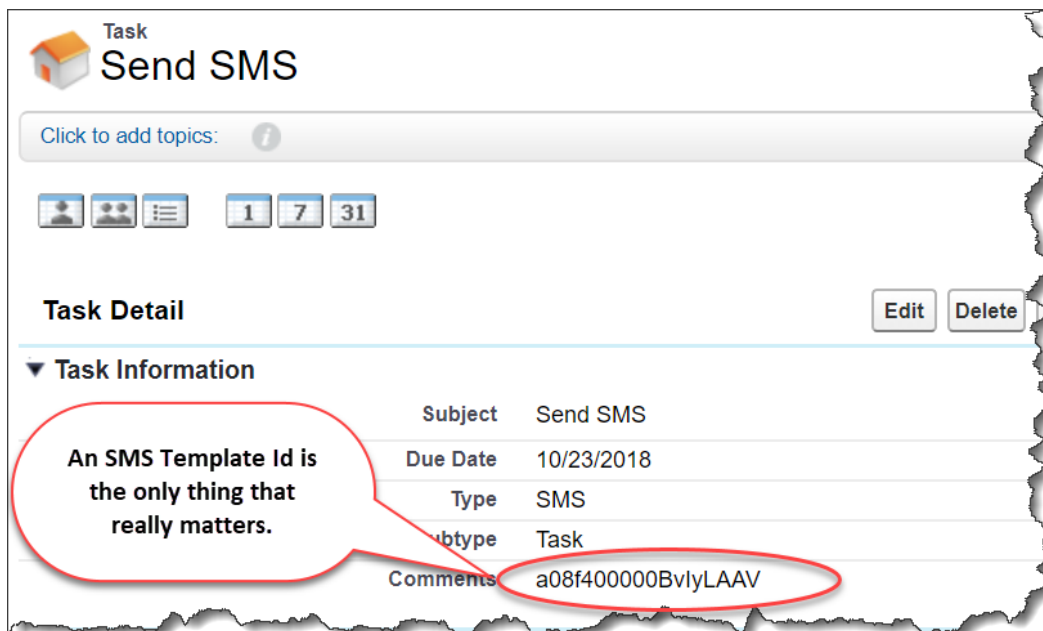 Task
Send SMS
Click to add topics:
i
1 7 31
Task Detail
Edit Delete
Task Information
Subject Send SMS
An SMS Template Id is
the only thing that
really matters.
Due Date 10/23/2018
Type SMS
ubtype Task
Comments a08f400000BvIyLAAV